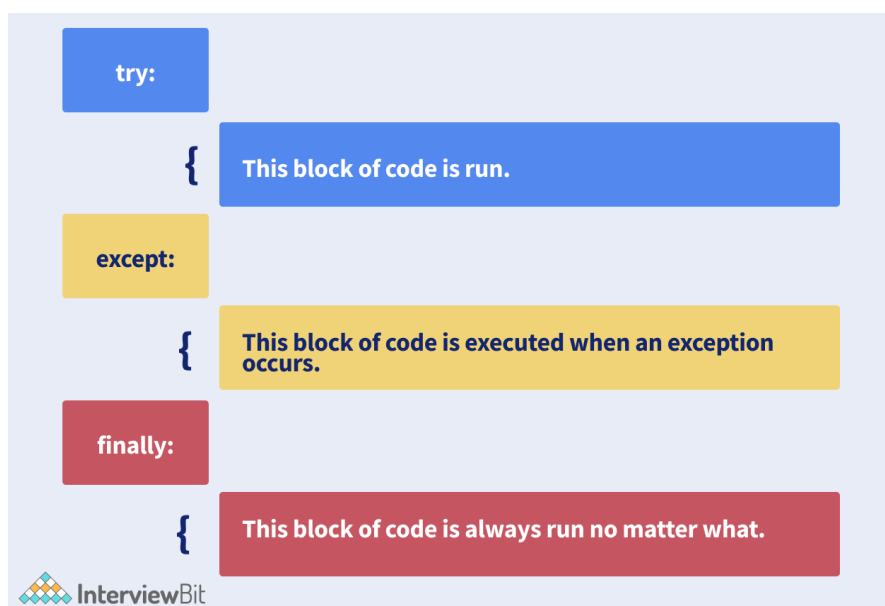 try:
{
This block of code is run.
except:
{
This block of code is executed when an exception
occurs.
finally:
{
This block of code is always run no matter what.
InterviewBit